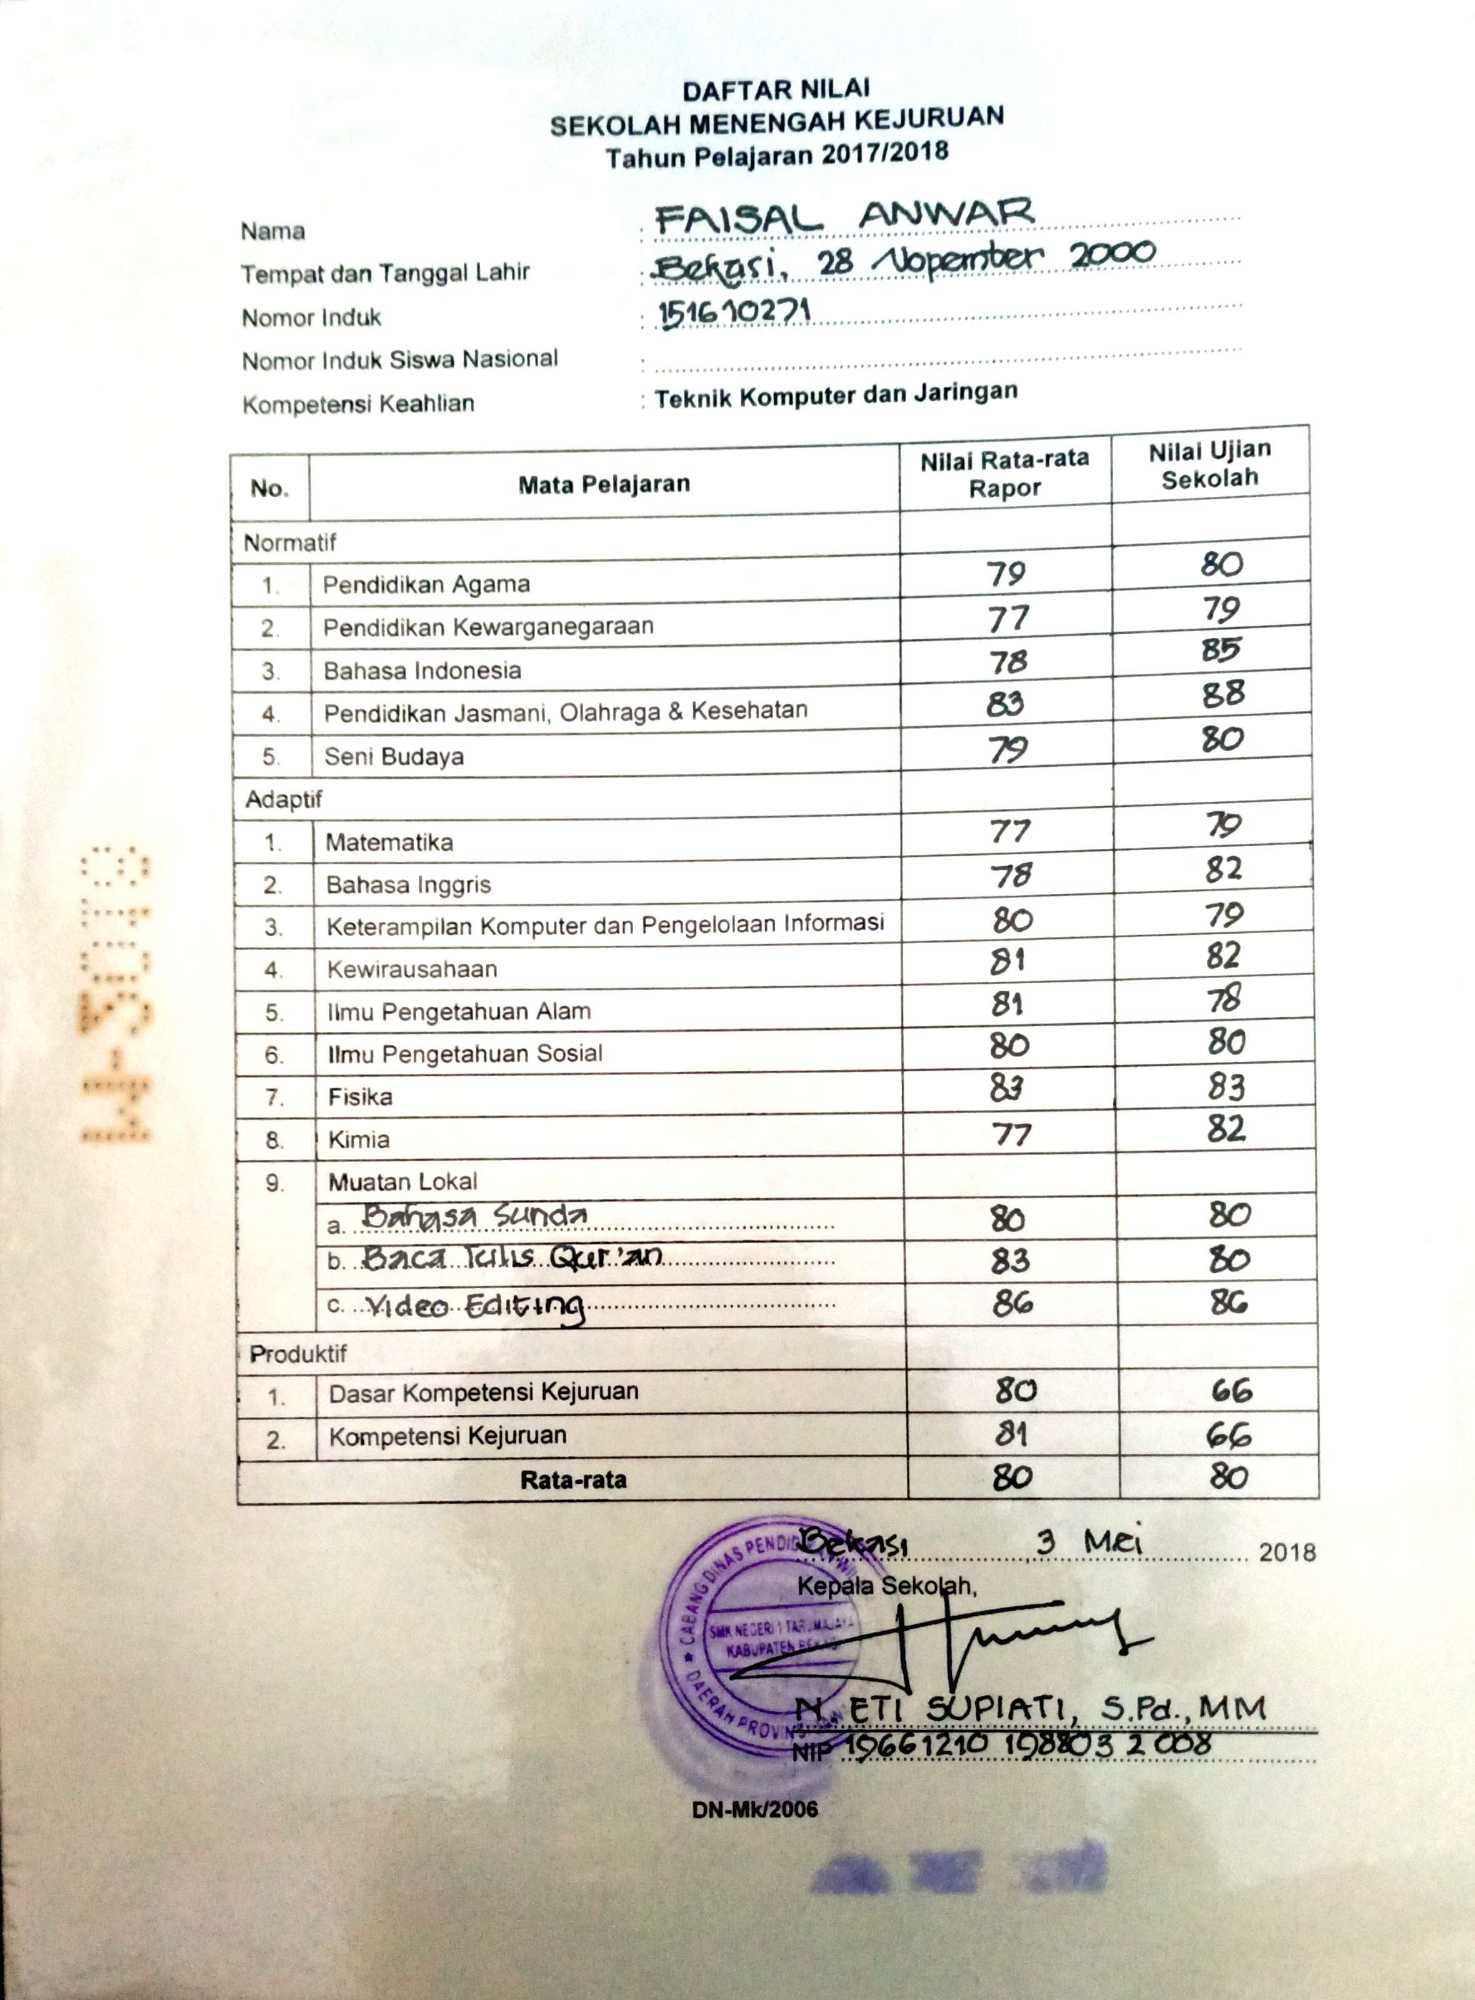 DAFTAR NILAI
SEKOLAH MENENGAH KEJURUAN
Tahun Pelajaran 2017/2018
Nama : FAISAL ANWAR
Tempat dan Tanggal Lahir : Bekasi, 28 Nopember 2000
Nomor Induk : 151610271
Nomor Induk Siswa Nasional :
Kompetensi Keahlian : Teknik Komputer dan Jaringan
No. Mata Pelajaran Nilai Rata-rata Rapor Nilai Ujian Sekolah
Normatif
1. Pendidikan Agama 79 80
2. Pendidikan Kewarganegaraan 77 79
3. Bahasa Indonesia 78 85
4. Pendidikan Jasmani, Olahraga & Kesehatan 83 88
5. Seni Budaya 79 80
Adaptif
1. Matematika 77 79
2. Bahasa Inggris 78 82
3. Keterampilan Komputer dan Pengelolaan Informasi 80 79
4. Kewirausahaan 81 82
5. Ilmu Pengetahuan Alam 81 78
6. Ilmu Pengetahuan Sosial 80 80
7. Fisika 83 83
8. Kimia 77 82
9. Muatan Lokal
a. Bahasa Sunda 80 80
b. Baca Tulis Qur'an 83 80
c. Video Editing 86 86
Produktif
1. Dasar Kompetensi Kejuruan 80 66
2. Kompetensi Kejuruan 81 66
Rata-rata 80 80
Bekasi, 3 Mei 2018
Kepala Sekolah,
CABANG DINAS PENDIDI
SMK NEGERI 1 TARUMAJAYA
KABUPATEN BEKASI
DAERAH PROVINSI
N. ETI SUPIATI, S.Pd., MM
NIP 19661210 198803 2 008
DN-Mk/2006